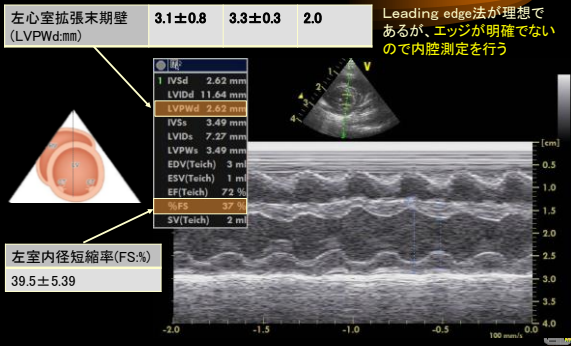 左心室拡張末期壁
(LVPWd:mm)
3.1±0.8
3.3±0.3
2.0
Leading edge法が理想で
あるが、エッジが明確でない
ので内腔測定を行う
V
1
2
3
4
1 IVSd 2.62 mm
LVIDd 11.64 mm
LVPWd 2.62 mm
IVSs 3.49 mm
LVIDs 7.27 mm
LVPWs 3.49 mm
EDV(Teich) 3 ml
ESV(Teich) 1 ml
EF(Teich) 72 %
%FS 37 %
SV(Teich) 2 ml
[cm]
0.5
1.0
1.5
2.0
2.5
3.0
3.5
4.0
左室内径短縮率(FS:%)
39.5±5.39
-2.0
-1.5
-1.0
-0.5
100 mm/s